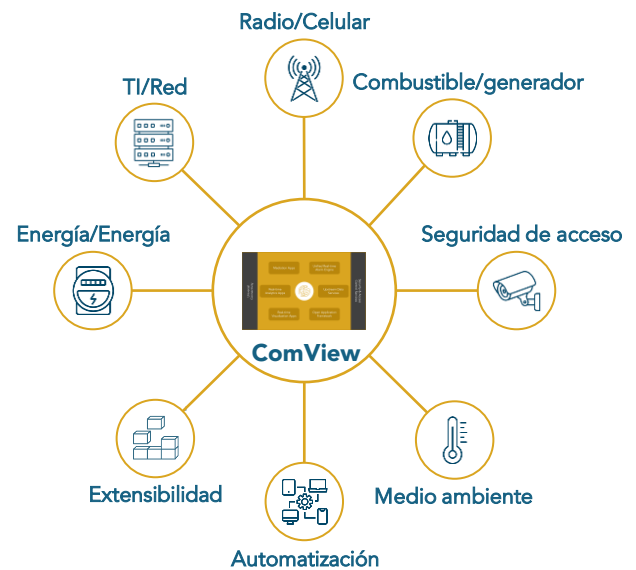 Radio/Celular
TI/Red
Combustible/generador
Energía/Energía
Seguridad de acceso
ComView
Extensibilidad
Medio ambiente
Automatización